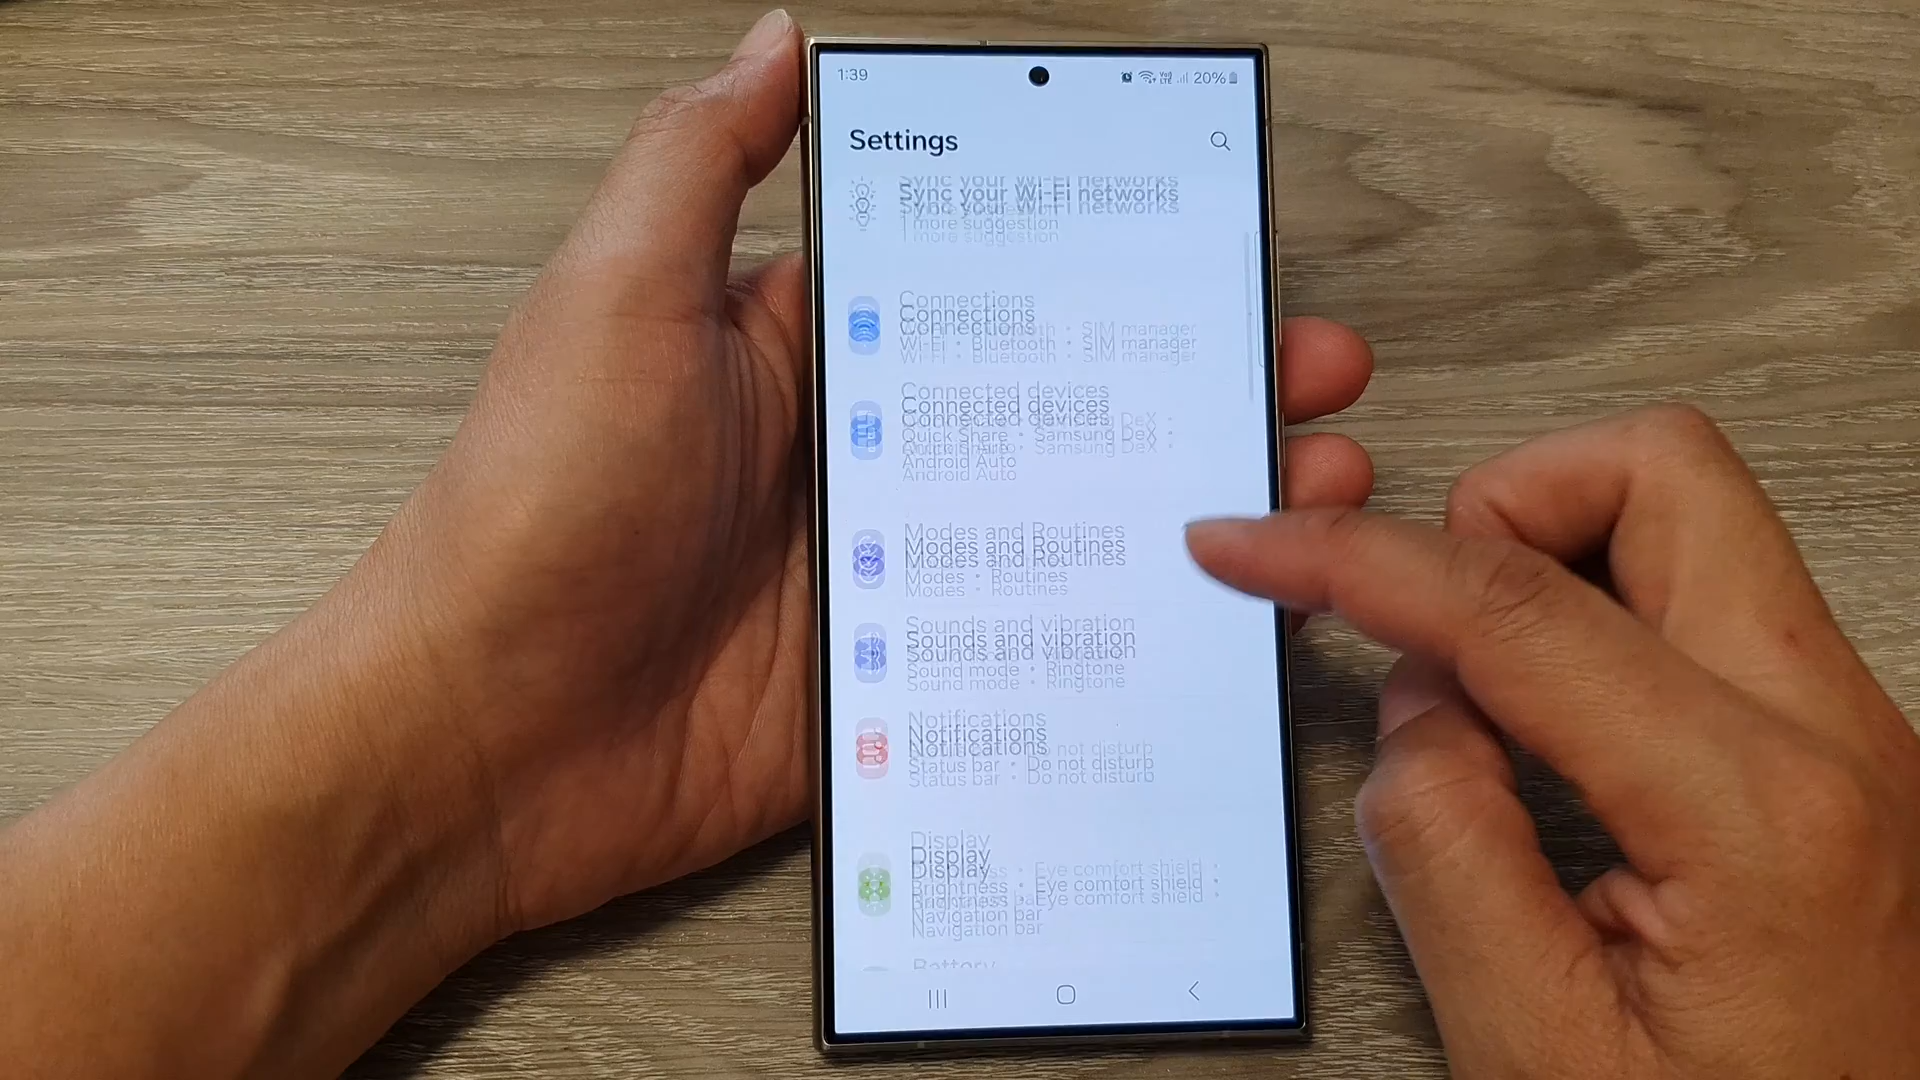 1:39
Vo)
LTE
20%
Settings
Sync your Wi-Fi networks
1 more suggestion
Connections
Wi-Fi • Bluetooth • SIM manager
Connected devices
Quick Share • Samsung DeX •
Android Auto
Modes and Routines
Modes • Routines
Sounds and vibration
Sound mode • Ringtone
Notifications
Status bar • Do not disturb
Display
Brightness • Eye comfort shield •
Navigation bar
Battery